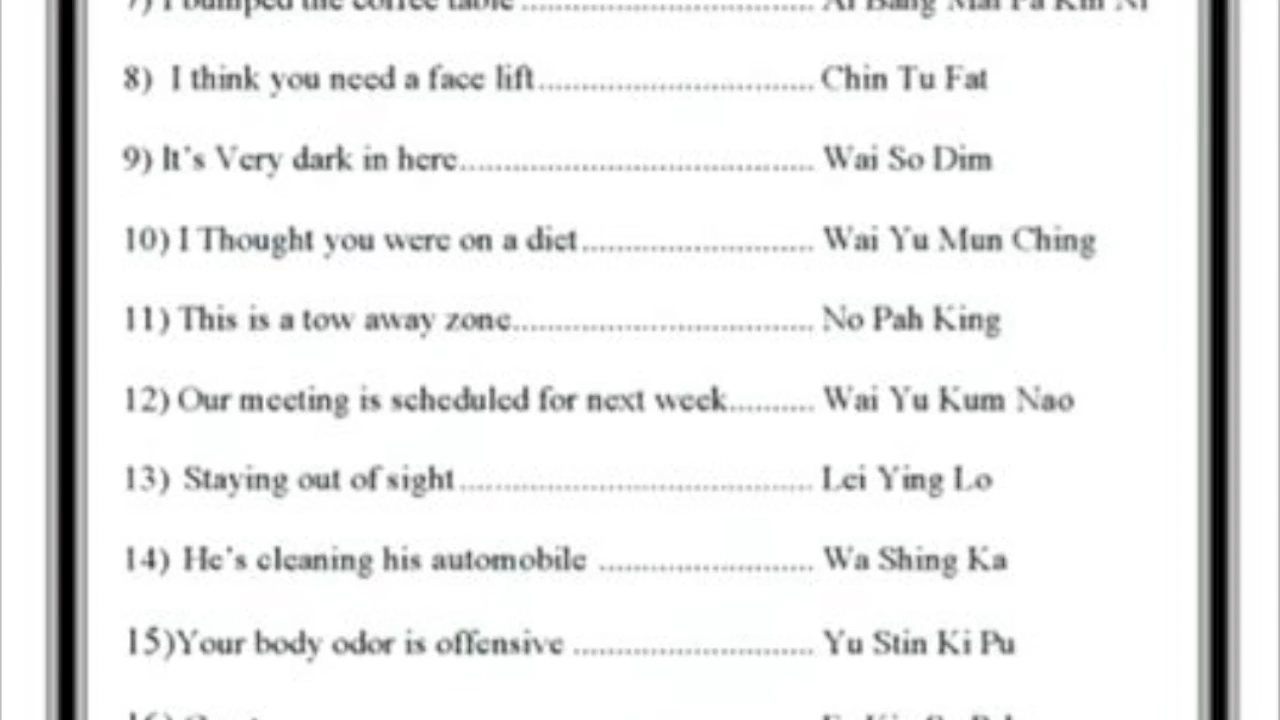 8) I think you need a face lift.............................. Chin Tu Fat
9) It's Very dark in here....................................... Wai So Dim
10) I Thought you were on a diet......................... Wai Yu Mun Ching
11) This is a tow away zone................................. No Pah King
12) Our meeting is scheduled for next week.......... Wai Yu Kum Nao
13) Staying out of sight....................................... Lei Ying Lo
14) He's cleaning his automobile ....................... Wa Shing Ka
15)Your body odor is offensive .......................... Yu Stin Ki Pu